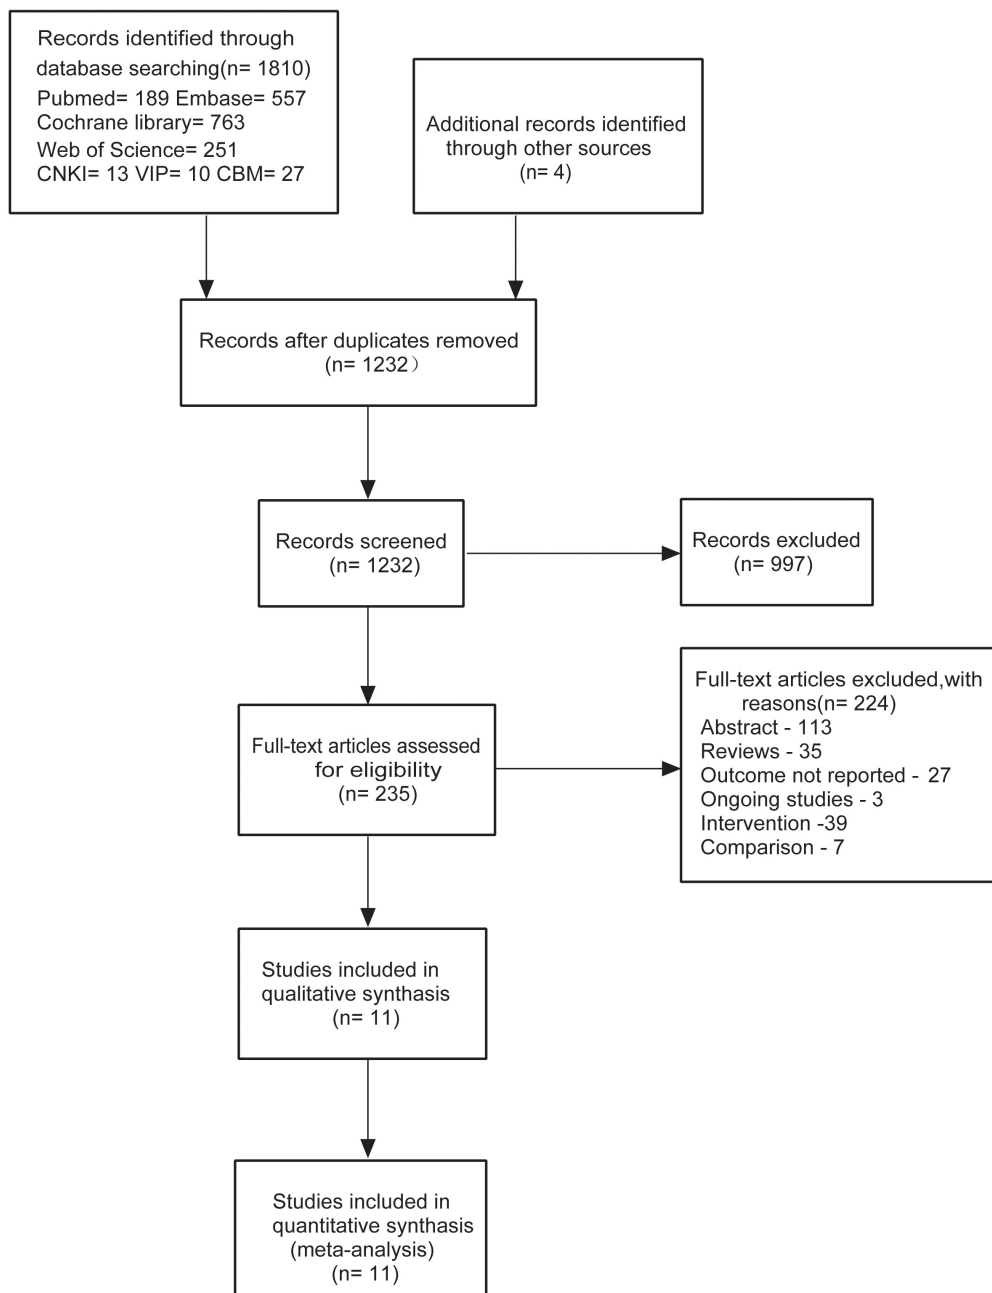 Records identified through
database searching(n= 1810)
Pubmed= 189 Embase= 557
Cochrane library= 763
Web of Science= 251
CNKI= 13 VIP= 10 CBM= 27
Additional records identified
through other sources
(n= 4)
Records after duplicates removed
(n= 1232）
Records screened
(n= 1232)
Records excluded
(n= 997)
Full-text articles assessed
for eligibility
(n= 235)
Full-text articles excluded,with
reasons(n= 224)
Abstract - 113
Reviews - 35
Outcome not reported - 27
Ongoing studies - 3
Intervention -39
Comparison - 7
Studies included in
qualitative synthasis
(n= 11)
Studies included in
quantitative synthasis
(meta-analysis)
(n= 11)